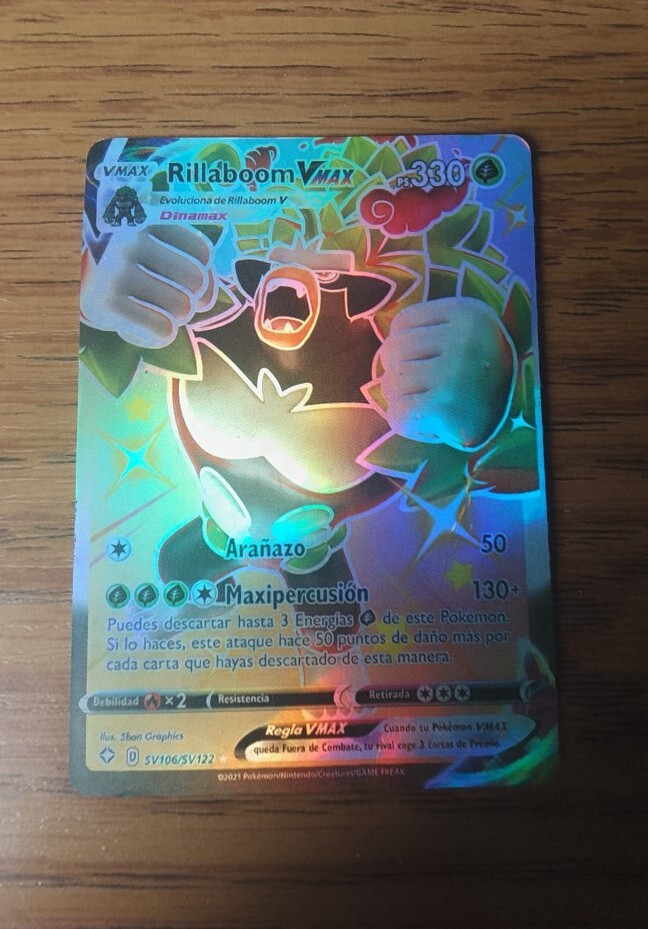 VMAX Rillaboom VMAX PS 330
Evoluciona de Rillaboom V
Dinamax
Arañazo 50
Maxipercusión 130+
Puedes descartar hasta 3 Energías de este Pokémon.
Si lo haces, este ataque hace 50 puntos de daño más por
cada carta que hayas descartado de esta manera.
Debilidad ×2 Resistencia Retirada
Ilus. 5ban Graphics
Regla VMAX Cuando tu Pokémon VMAX
queda Fuera de Combate, tu rival coge 3 cartas de Premio.
D SV106/SV122
©2021 Pokémon/Nintendo/Creatures/GAME FREAK